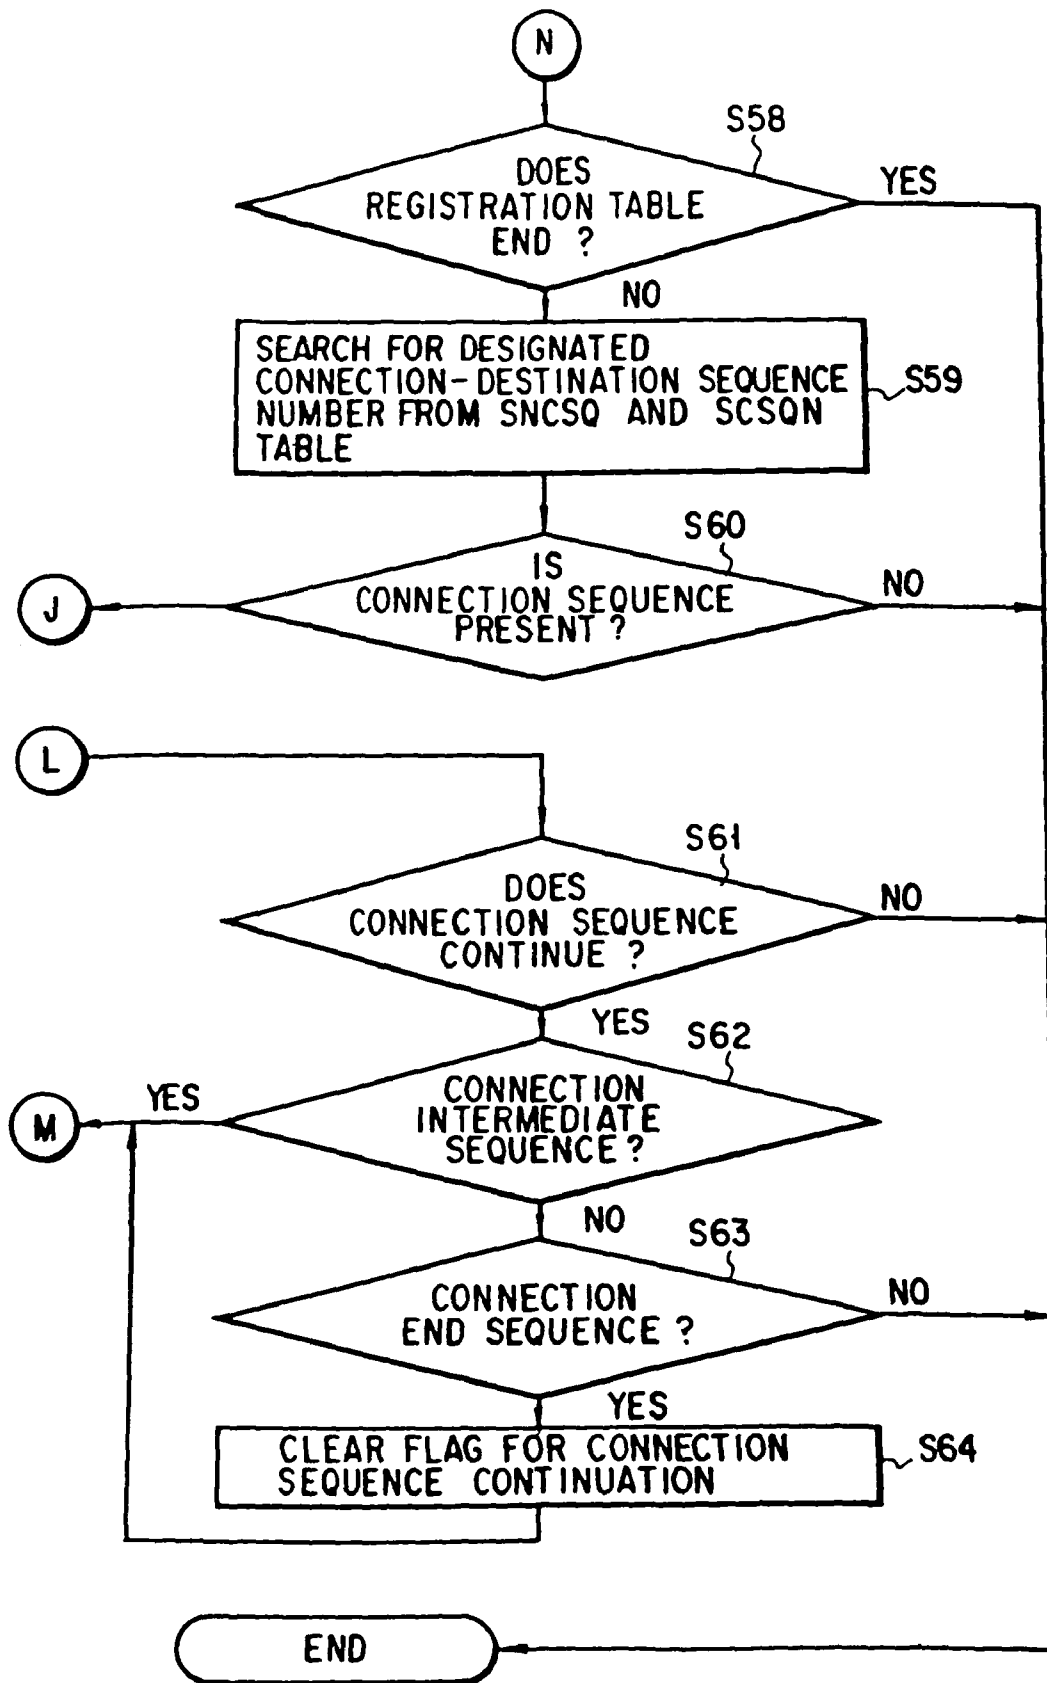 N
S58
DOES
REGISTRATION TABLE
END ?
YES
NO
SEARCH FOR DESIGNATED
CONNECTION-DESTINATION SEQUENCE
NUMBER FROM SNCSQ AND SCSQN
TABLE
S59
S60
IS
CONNECTION SEQUENCE
PRESENT ?
NO
J
L
S61
DOES
CONNECTION SEQUENCE
CONTINUE ?
NO
YES
S62
CONNECTION
INTERMEDIATE
SEQUENCE ?
YES
M
NO
S63
CONNECTION
END SEQUENCE ?
NO
YES
CLEAR FLAG FOR CONNECTION
SEQUENCE CONTINUATION
S64
END